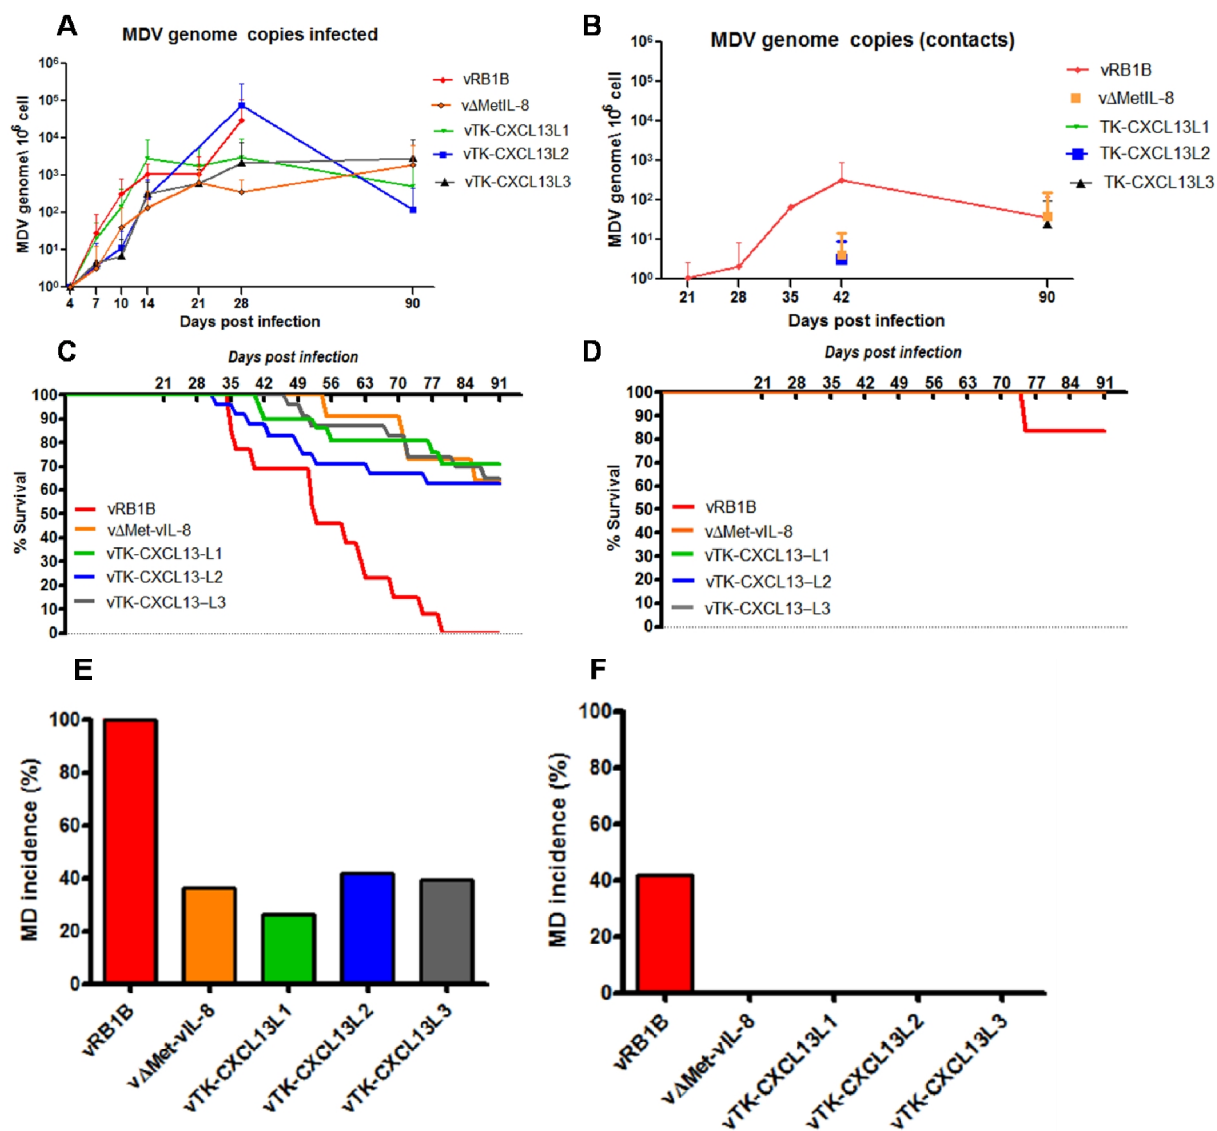 A
MDV genome copies infected
MDV genome\ 10⁶ cell
10⁶
10⁵
10⁴
10³
10²
10¹
10⁰
4 7 10 14 21 28 90
Days post infection
vRB1B
vΔMetIL-8
vTK-CXCL13L1
vTK-CXCL13L2
vTK-CXCL13L3
B
MDV genome copies (contacts)
MDV genome\ 10⁶ cell
10⁶
10⁵
10⁴
10³
10²
10¹
10⁰
21 28 35 42 90
Days post infection
vRB1B
vΔMetIL-8
TK-CXCL13L1
TK-CXCL13L2
TK-CXCL13L3
C
Days post infection
21 28 35 42 49 56 63 70 77 84 91
% Survival
100
90
80
70
60
50
40
30
20
10
0
vRB1B
vΔMet-vIL-8
vTK-CXCL13-L1
vTK-CXCL13-L2
vTK-CXCL13–L3
D
Days post infection
21 28 35 42 49 56 63 70 77 84 91
% Survival
100
90
80
70
60
50
40
30
20
10
0
vRB1B
vΔMet-vIL-8
vTK-CXCL13–L1
vTK-CXCL13–L2
vTK-CXCL13–L3
E
MD incidence (%)
100
80
60
40
20
0
vRB1B
vΔMet-vIL-8
vTK-CXCL13L1
vTK-CXCL13L2
vTK-CXCL13L3
F
MD incidence (%)
100
80
60
40
20
0
vRB1B
vΔMet-vIL-8
vTK-CXCL13L1
vTK-CXCL13L2
vTK-CXCL13L3